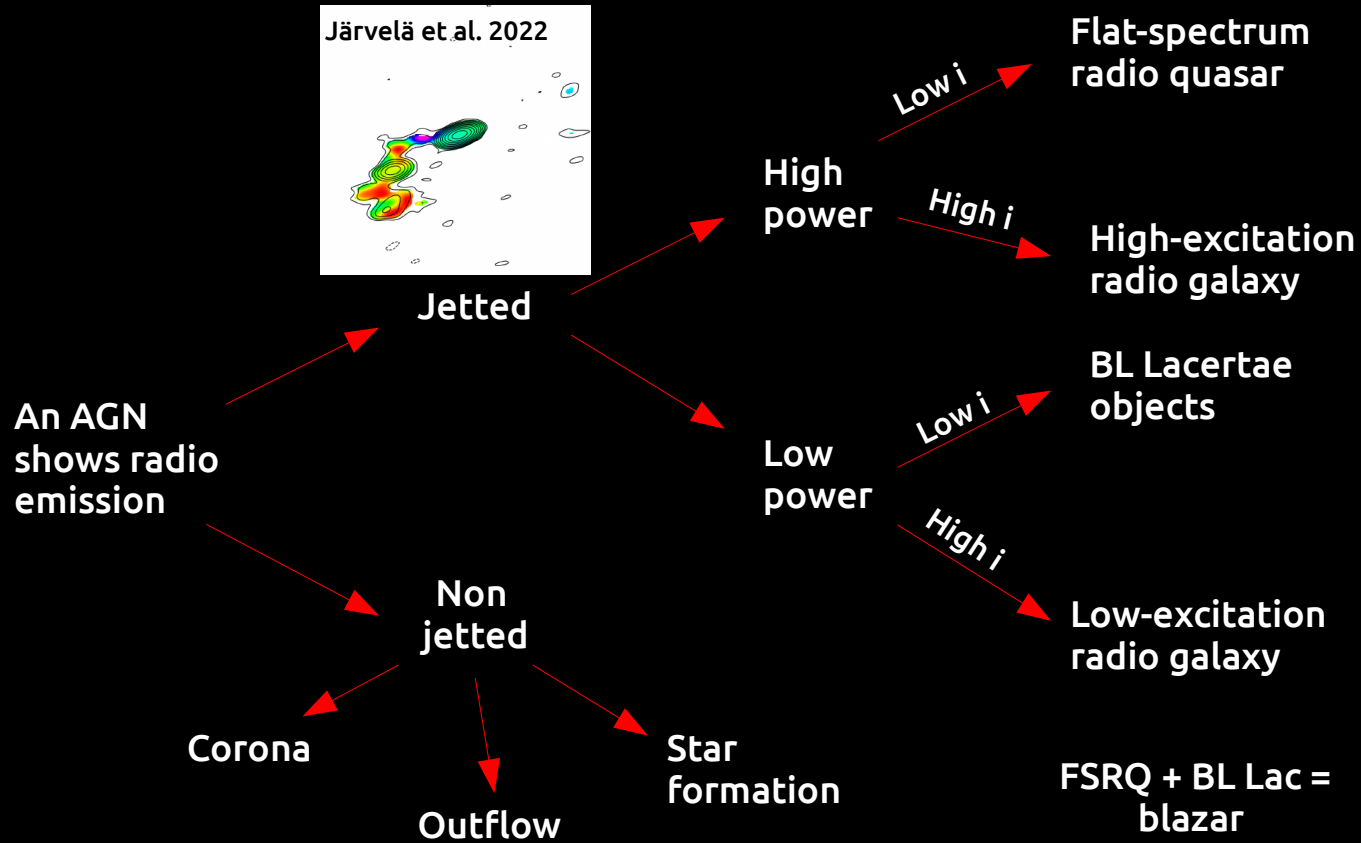 Järvelä et al. 2022
Flat-spectrum
radio quasar
Low i
High
power
High i
High-excitation
radio galaxy
Jetted
BL Lacertae
objects
An AGN
shows radio
emission
Low i
Low
power
High i
Non
jetted
Low-excitation
radio galaxy
Corona
Star
formation
Outflow
FSRQ + BL Lac =
blazar